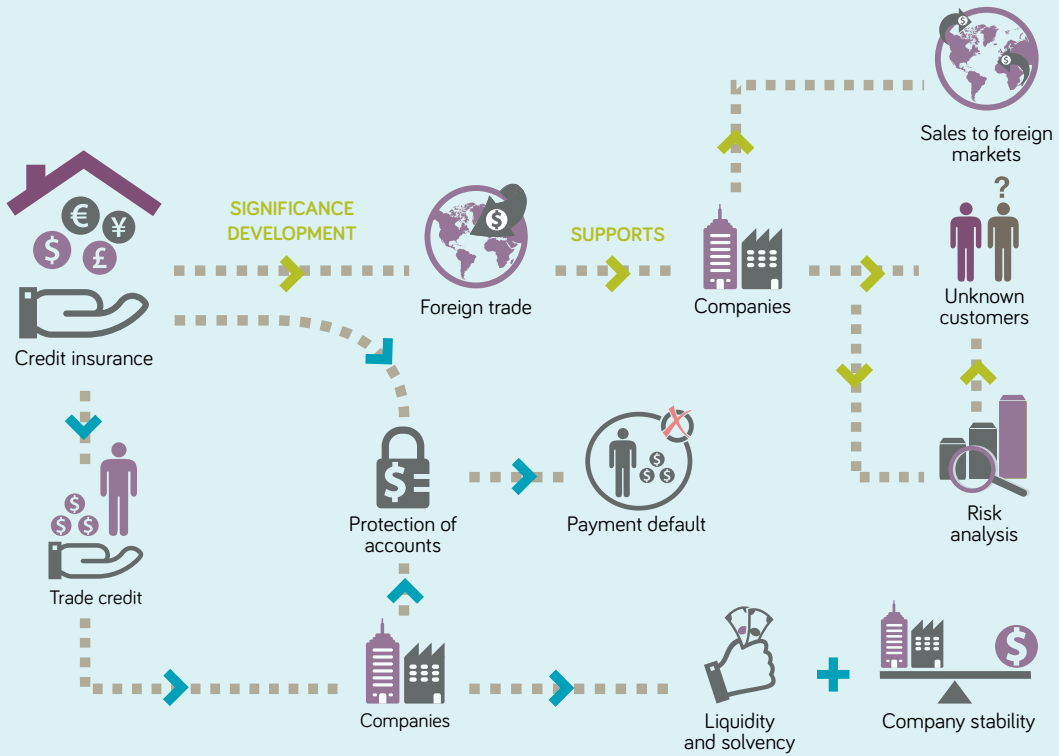 Sales to foreign
markets
SIGNIFICANCE
DEVELOPMENT
€
¥
$
£
$
SUPPORTS
?
Credit insurance
Foreign trade
Companies
Unknown
customers
$
$
$
$
Protection of
accounts
$
$
$
Payment default
Risk
analysis
Trade credit
Companies
Liquidity
and solvency
+
$
Company stability